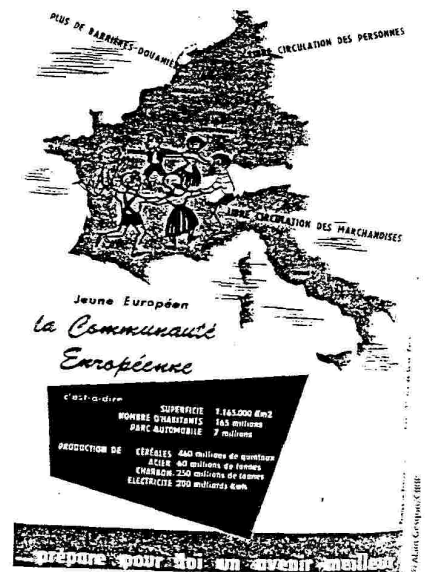 PLUS DE BARRIÈRES DOUANIÈRES
LIBRE CIRCULATION DES PERSONNES
LIBRE CIRCULATION DES MARCHANDISES
Jeune Européen
la Communauté
Européenne
c'est-à-dire
SUPERFICIE 1.165.000 Km2
NOMBRE D'HABITANTS 165 millions
PARC AUTOMOBILE 7 millions
PRODUCTION DE CÉRÉALES 460 millions de quintaux
ACIER 60 millions de tonnes
CHARBON 250 millions de tonnes
ELECTRICITÉ 200 milliards Kwh
prépare pour toi un avenir meilleur